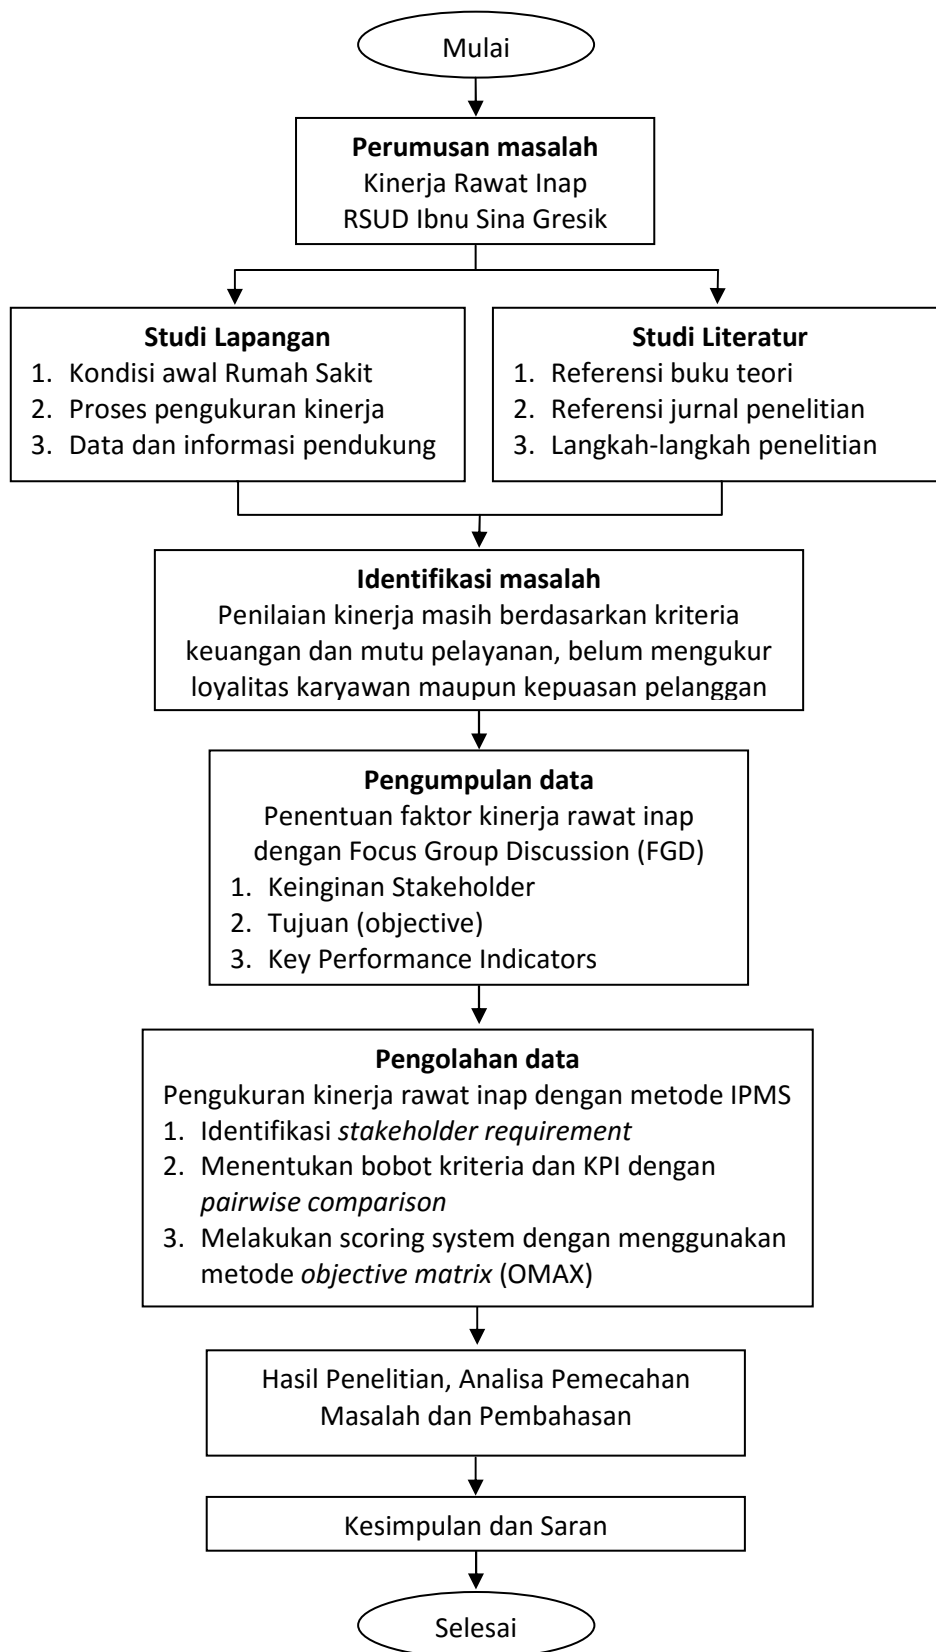 Mulai
Perumusan masalah
Kinerja Rawat Inap
RSUD Ibnu Sina Gresik
Studi Lapangan
1. Kondisi awal Rumah Sakit
2. Proses pengukuran kinerja
3. Data dan informasi pendukung
Studi Literatur
1. Referensi buku teori
2. Referensi jurnal penelitian
3. Langkah-langkah penelitian
Identifikasi masalah
Penilaian kinerja masih berdasarkan kriteria
keuangan dan mutu pelayanan, belum mengukur
loyalitas karyawan maupun kepuasan pelanggan
Pengumpulan data
Penentuan faktor kinerja rawat inap
dengan Focus Group Discussion (FGD)
1. Keinginan Stakeholder
2. Tujuan (objective)
3. Key Performance Indicators
Pengolahan data
Pengukuran kinerja rawat inap dengan metode IPMS
1. Identifikasi stakeholder requirement
2. Menentukan bobot kriteria dan KPI dengan
pairwise comparison
3. Melakukan scoring system dengan menggunakan
metode objective matrix (OMAX)
Hasil Penelitian, Analisa Pemecahan
Masalah dan Pembahasan
Kesimpulan dan Saran
Selesai